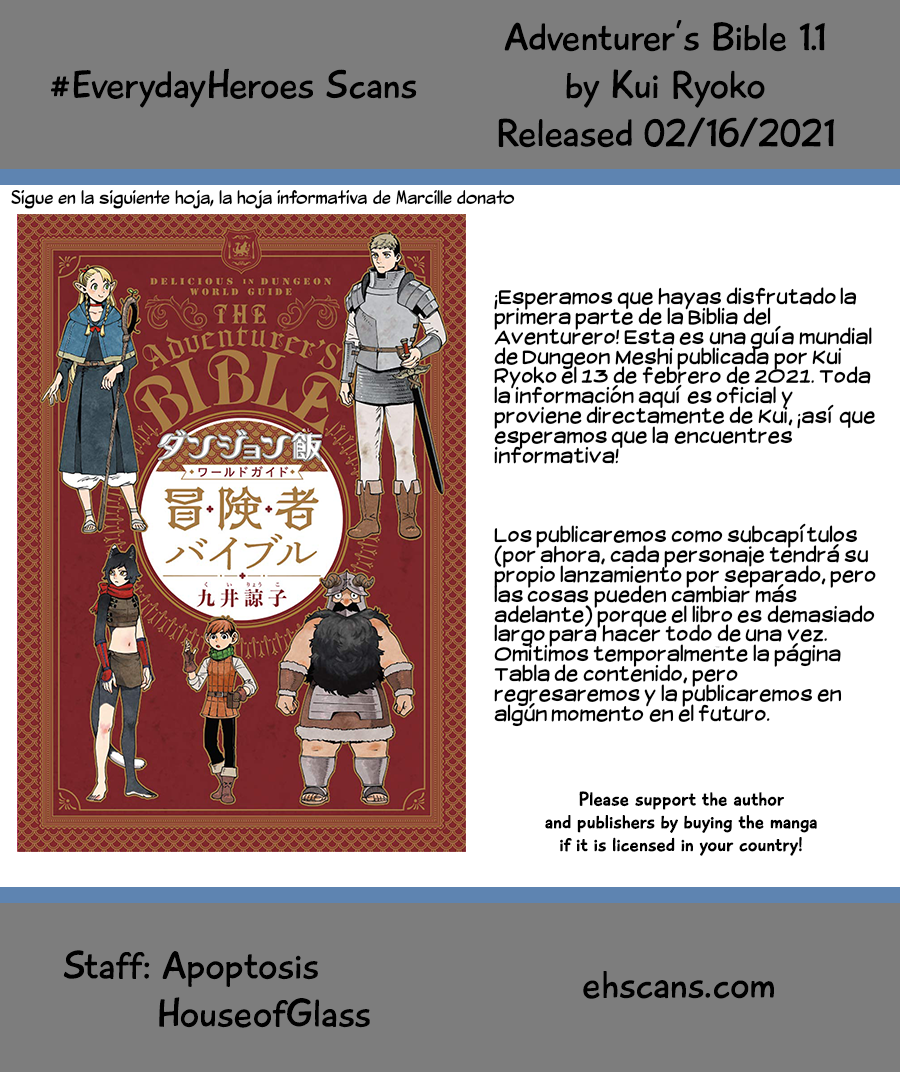 #EverydayHeroes Scans
Adventurer's Bible 1.1
by Kui Ryoko
Released 02/16/2021
Sigue en la siguiente hoja, la hoja informativa de Marcille donato
DELICIOUS IN DUNGEON
WORLD GUIDE
THE
Adventurer's
BIBLE
ダンジョン飯
ワールドガイド
冒険者
バイブル
く い りょう こ
九井諒子
¡Esperamos que hayas disfrutado la
primera parte de la Biblia del
Aventurero! Esta es una guía mundial
de Dungeon Meshi publicada por Kui
Ryoko el 13 de febrero de 2021. Toda
la información aquí es oficial y
proviene directamente de Kui, ¡así que
esperamos que la encuentres
informativa!
Los publicaremos como subcapítulos
(por ahora, cada personaje tendrá su
propio lanzamiento por separado, pero
las cosas pueden cambiar más
adelante) porque el libro es demasiado
largo para hacer todo de una vez.
Omitimos temporalmente la página
Tabla de contenido, pero
regresaremos y la publicaremos en
algún momento en el futuro.
Please support the author
and publishers by buying the manga
if it is licensed in your country!
Staff: Apoptosis
HouseofGlass
ehscans.com